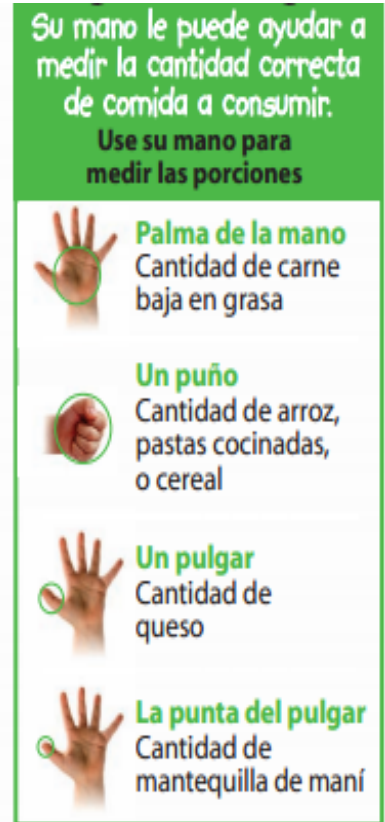 Su mano le puede ayudar a
medir la cantidad correcta
de comida a consumir.
Use su mano para
medir las porciones
Palma de la mano
Cantidad de carne
baja en grasa
Un puño
Cantidad de arroz,
pastas cocinadas,
o cereal
Un pulgar
Cantidad de
queso
La punta del pulgar
Cantidad de
mantequilla de maní